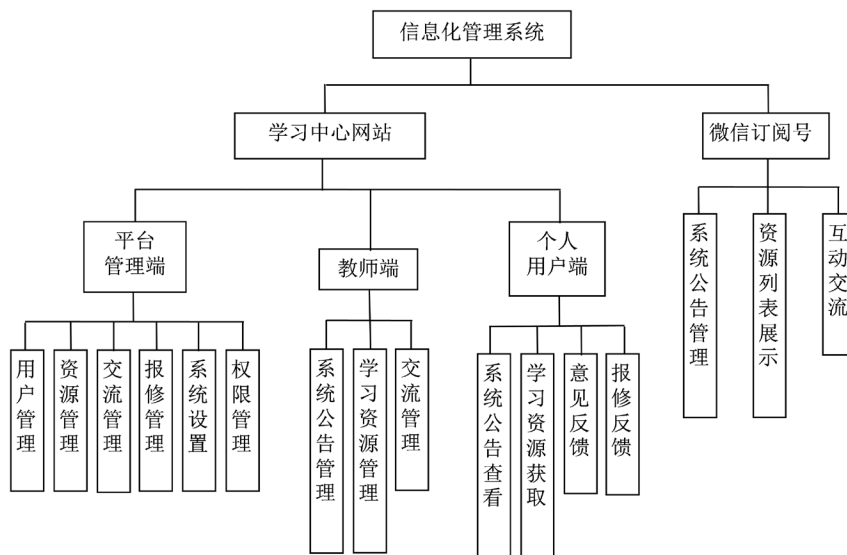 信息化管理系统
学习中心网站
微信订阅号
平台
管理端
教师端
个人
用户端
系统公告管理
资源列表展示
互动交流
用户管理
资源管理
交流管理
报修管理
系统设置
权限管理
系统公告管理
学习资源管理
交流管理
系统公告查看
学习资源获取
意见反馈
报修反馈